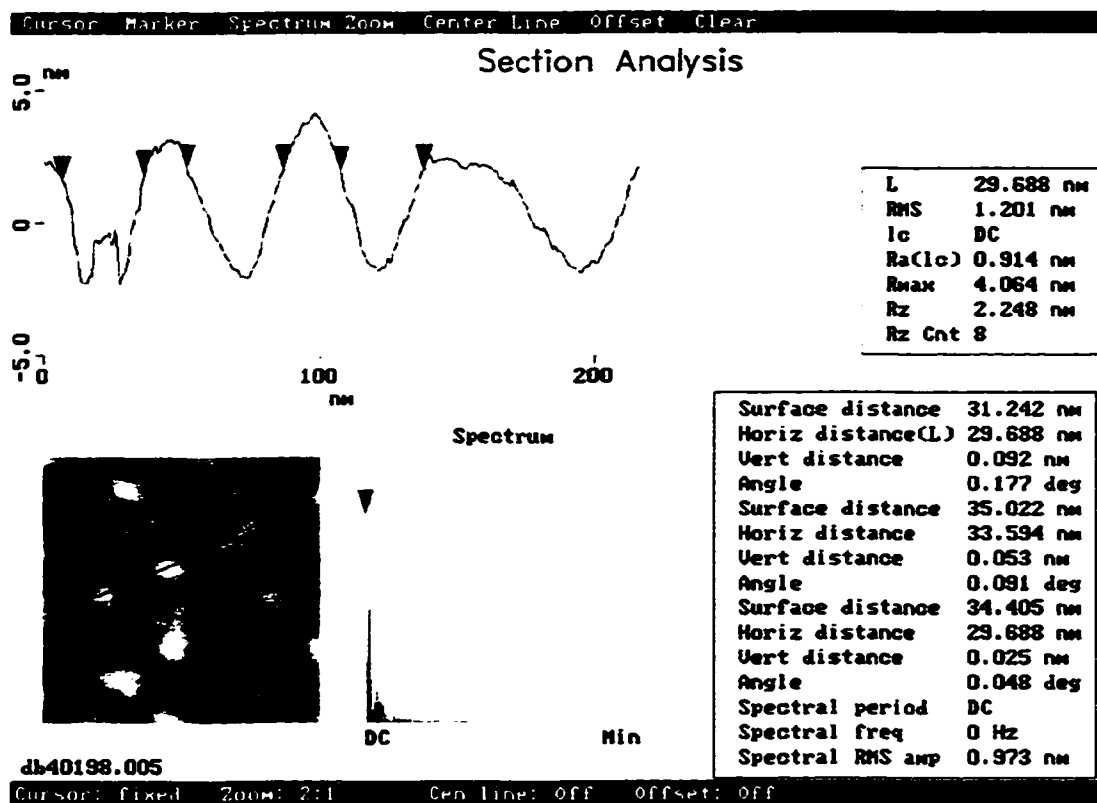 Cursor Marker Spectrum Zoom Center Line Offset Clear
Section Analysis
nm
5.0
0
-5.0
0 100 200
nm
L 29.688 nm
RMS 1.201 nm
lc DC
Ra(lc) 0.914 nm
Rmax 4.064 nm
Rz 2.248 nm
Rz Cnt 8
Spectrum
DC Min
Surface distance 31.242 nm
Horiz distance(L) 29.688 nm
Vert distance 0.092 nm
Angle 0.177 deg
Surface distance 35.022 nm
Horiz distance 33.594 nm
Vert distance 0.053 nm
Angle 0.091 deg
Surface distance 34.405 nm
Horiz distance 29.688 nm
Vert distance 0.025 nm
Angle 0.048 deg
Spectral period DC
Spectral freq 0 Hz
Spectral RMS amp 0.973 nm
db40198.005
Cursor: fixed Zoom: 2:1 Cen line: Off Offset: Off